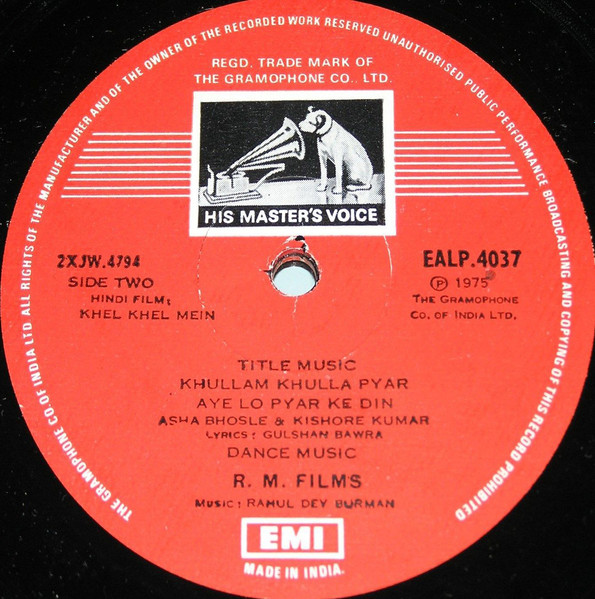 THE GRAMOPHONE CO. OF INDIA LTD. ALL RIGHTS OF THE MANUFACTURER AND OF THE OWNER OF THE RECORDED WORK RESERVED UNAUTHORISED PUBLIC PERFORMANCE BROADCASTING AND COPYING OF THIS RECORD PROHIBITED
REGD. TRADE MARK OF
THE GRAMOPHONE CO., LTD.
HIS MASTER'S VOICE
2XJW.4794
SIDE TWO
HINDI FILM:
KHEL KHEL MEIN
EALP.4037
Ⓟ 1975
THE GRAMOPHONE
CO. OF INDIA LTD.
TITLE MUSIC
KHULLAM KHULLA PYAR
AYE LO PYAR KE DIN
ASHA BHOSLE & KISHORE KUMAR
LYRICS: GULSHAN BAWRA
DANCE MUSIC
R. M. FILMS
MUSIC: RAHUL DEV BURMAN
EMI
MADE IN INDIA.